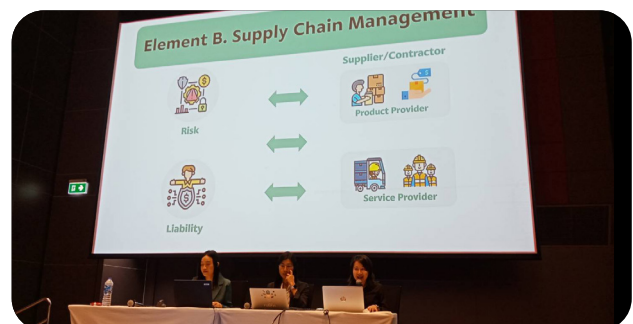 Element B. Supply Chain Management
Supplier/Contractor
Product Provider
Risk
Service Provider
Liability